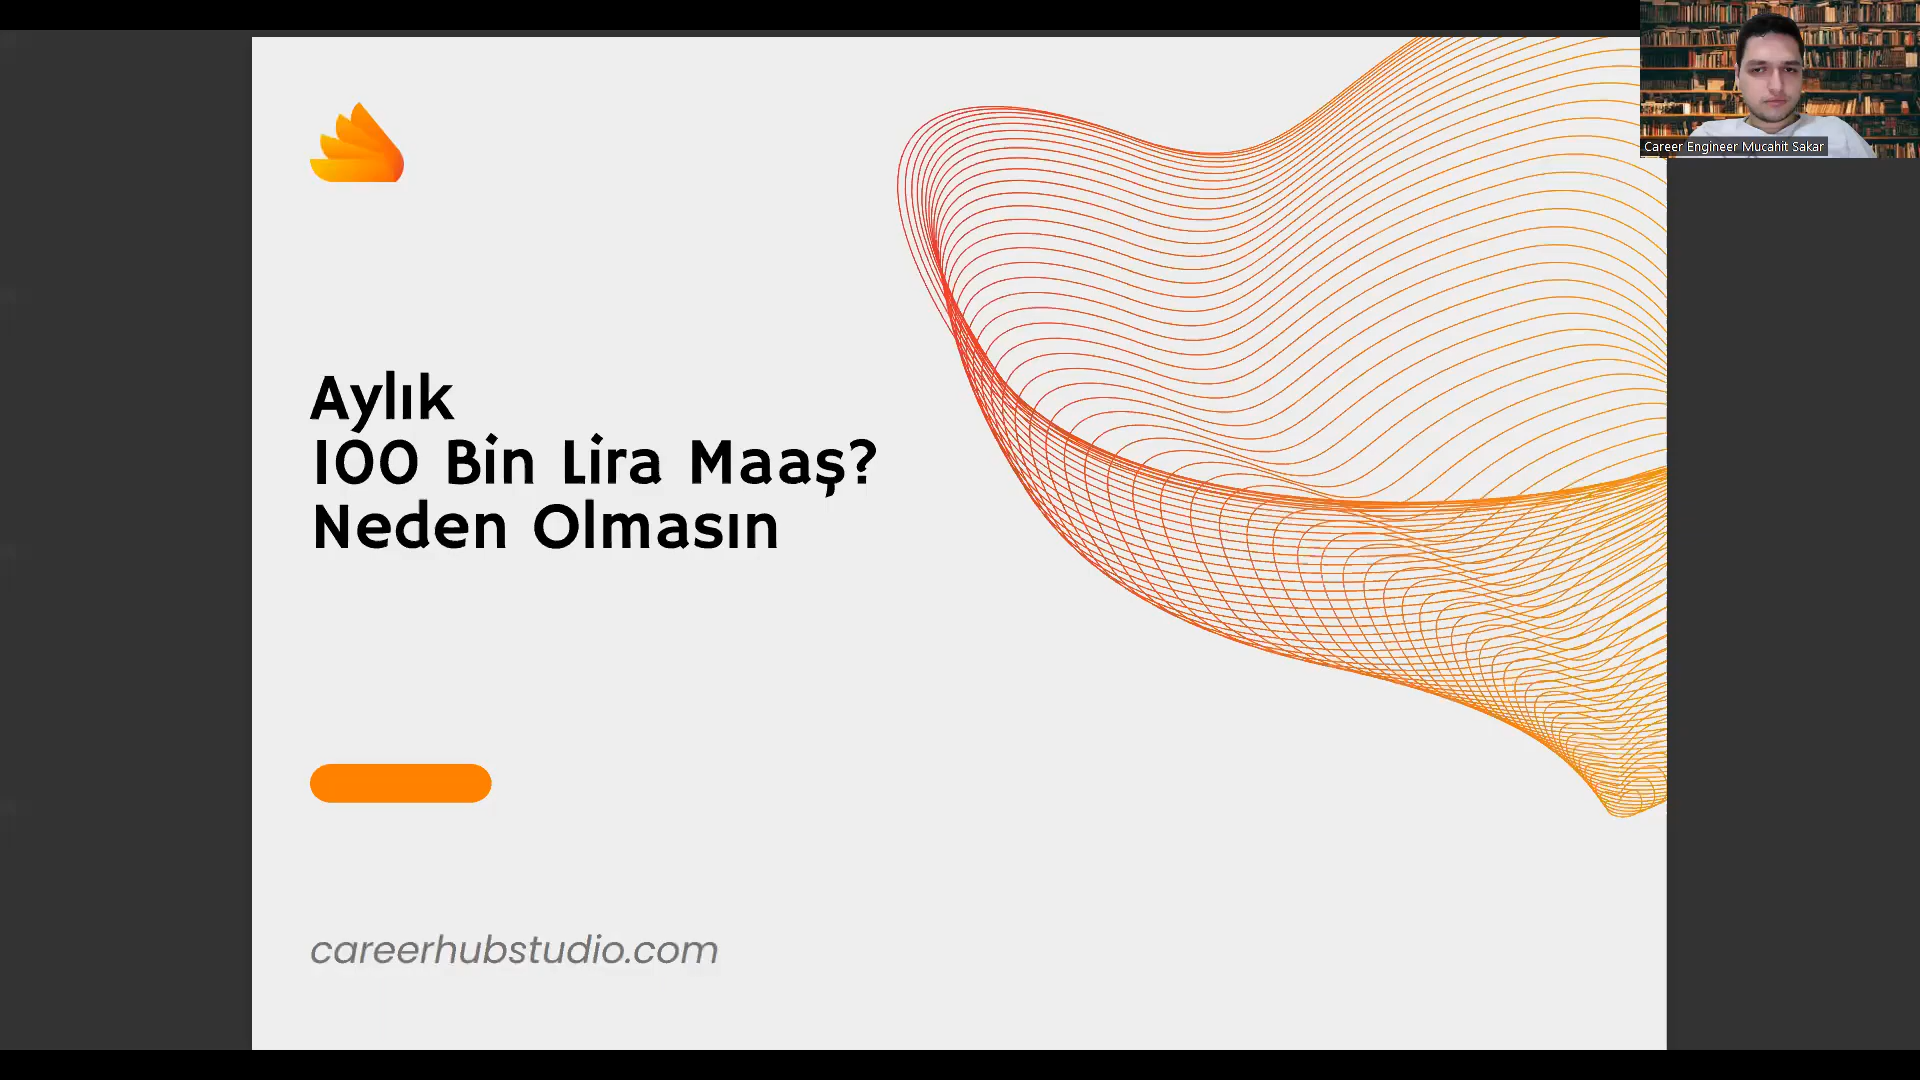 Aylık
100 Bin Lira Maaş?
Neden Olmasın
careerhubstudio.com
Career Engineer Mucahit Sakar